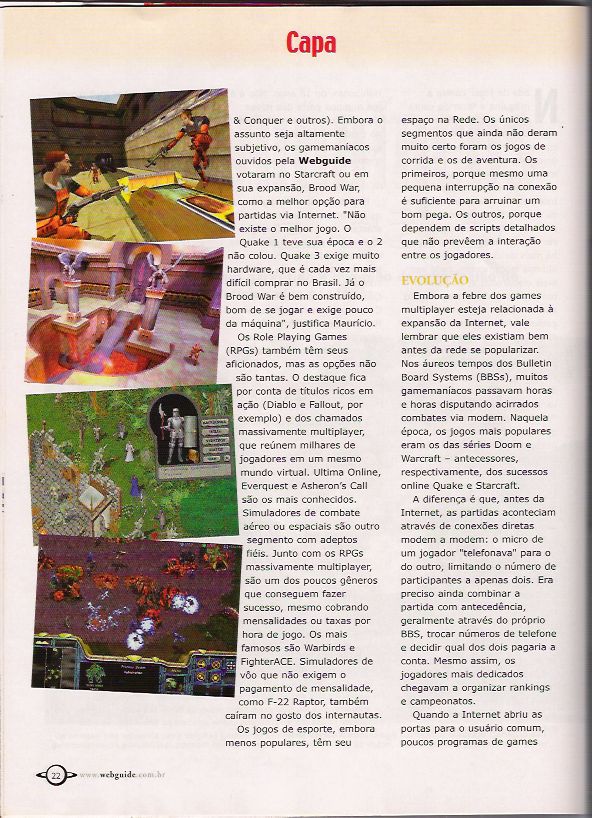 Capa
& Conquer e outros). Embora o
assunto seja altamente
subjetivo, os gamemaníacos
ouvidos pela Webguide
votaram no Starcraft ou em
sua expansão, Brood War,
como a melhor opção para
partidas via Internet. "Não
existe o melhor jogo. O
Quake 1 teve sua época e o 2
não colou. Quake 3 exige muito
hardware, que é cada vez mais
difícil comprar no Brasil. Já o
Brood War é bem construído,
bom de se jogar e exige pouco
da máquina", justifica Maurício.
Os Role Playing Games
(RPGs) também têm seus
aficionados, mas as opções não
são tantas. O destaque fica
por conta de títulos ricos em
ação (Diablo e Fallout, por
exemplo) e dos chamados
massivamente multiplayer,
que reúnem milhares de
jogadores em um mesmo
mundo virtual. Ultima Online,
Everquest e Asheron's Call
são os mais conhecidos.
Simuladores de combate
aéreo ou espaciais são outro
segmento com adeptos
fiéis. Junto com os RPGs
massivamente multiplayer,
são um dos poucos gêneros
que conseguem fazer
sucesso, mesmo cobrando
mensalidades ou taxas por
hora de jogo. Os mais
famosos são Warbirds e
FighterACE. Simuladores de
vôo que não exigem o
pagamento de mensalidade,
como F-22 Raptor, também
caíram no gosto dos internautas.
Os jogos de esporte, embora
menos populares, têm seu
espaço na Rede. Os únicos
segmentos que ainda não deram
muito certo foram os jogos de
corrida e os de aventura. Os
primeiros, porque mesmo uma
pequena interrupção na conexão
é suficiente para arruinar um
bom pega. Os outros, porque
dependem de scripts detalhados
que não prevêem a interação
entre os jogadores.
EVOLUÇÃO
Embora a febre dos games
multiplayer esteja relacionada à
expansão da Internet, vale
lembrar que eles existiam bem
antes da rede se popularizar.
Nos áureos tempos dos Bulletin
Board Systems (BBSs), muitos
gamemaníacos passavam horas
e horas disputando acirrados
combates via modem. Naquela
época, os jogos mais populares
eram os das séries Doom e
Warcraft – antecessores,
respectivamente, dos sucessos
online Quake e Starcraft.
A diferença é que, antes da
Internet, as partidas aconteciam
através de conexões diretas
modem a modem: o micro de
um jogador "telefonava" para o
do outro, limitando o número de
participantes a apenas dois. Era
preciso ainda combinar a
partida com antecedência,
geralmente através do próprio
BBS, trocar números de telefone
e decidir qual dos dois pagaria a
conta. Mesmo assim, os
jogadores mais dedicados
chegavam a organizar rankings
e campeonatos.
Quando a Internet abriu as
portas para o usuário comum,
poucos programas de games
22
www.webguide.com.br